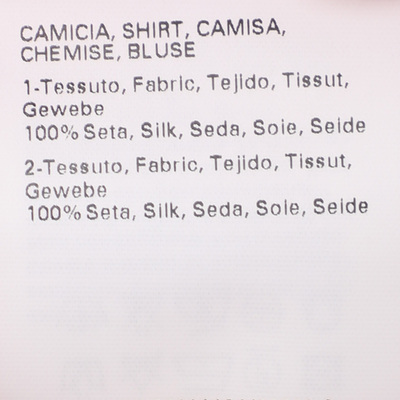 CAMICIA, SHIRT, CAMISA,
CHEMISE, BLUSE
1-Tessuto, Fabric, Tejido, Tissut,
Gewebe
100% Seta, Silk, Seda, Soie, Seide
2-Tessuto, Fabric, Tejido, Tissut,
Gewebe
100% Seta, Silk, Seda, Soie, Seide